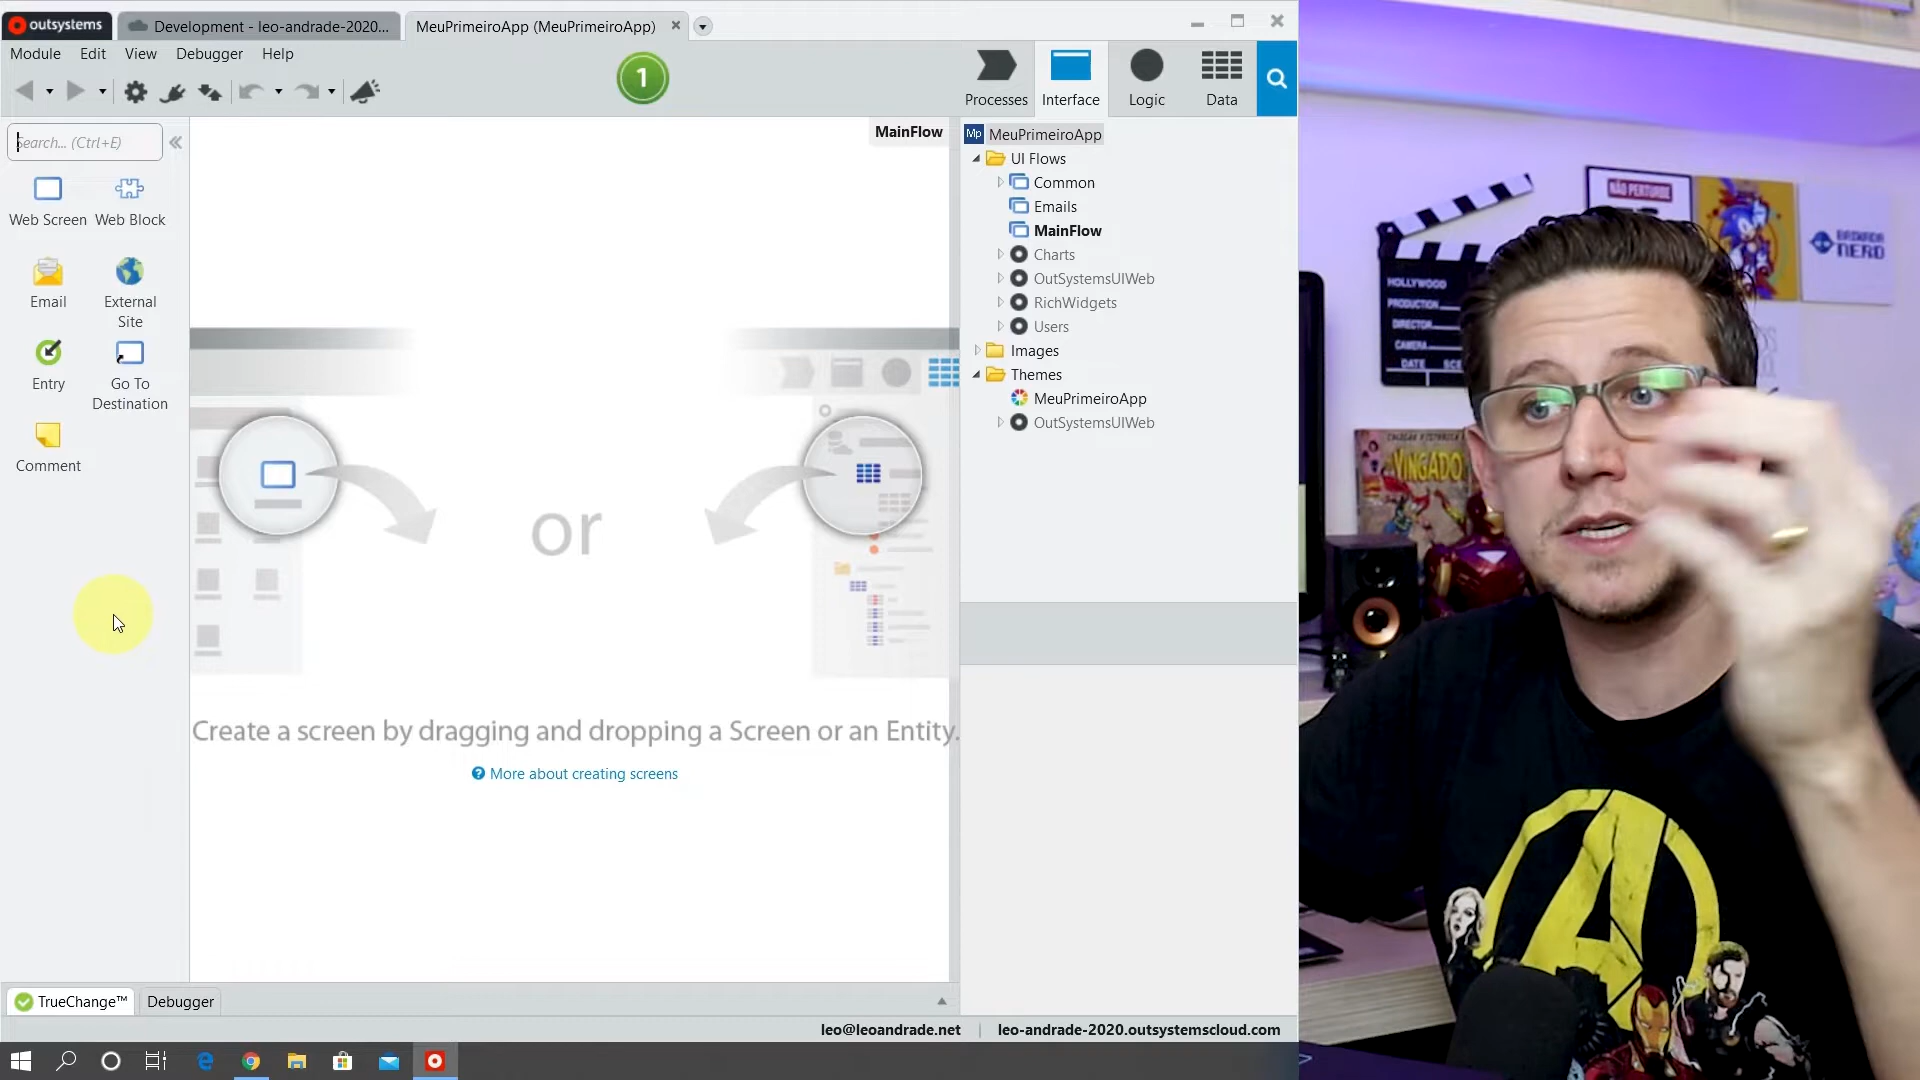 outsystems
Development - leo-andrade-2020...
MeuPrimeiroApp (MeuPrimeiroApp)
Module Edit View Debugger Help
1
Processes
Interface
Logic
Data
Search... (Ctrl+E)
Web Screen
Web Block
Email
External Site
Entry
Go To Destination
Comment
MainFlow
or
Create a screen by dragging and dropping a Screen or an Entity.
More about creating screens
Mp MeuPrimeiroApp
UI Flows
Common
Emails
MainFlow
Charts
OutSystemsUIWeb
RichWidgets
Users
Images
Themes
MeuPrimeiroApp
OutSystemsUIWeb
TrueChange™
Debugger
leo@leoandrade.net
leo-andrade-2020.outsystemscloud.com
NÃO PERTURBE
NERD
HOLLYWOOD
PRODUCTION
DIRECTOR
CAMERA
DATE
VINGADO